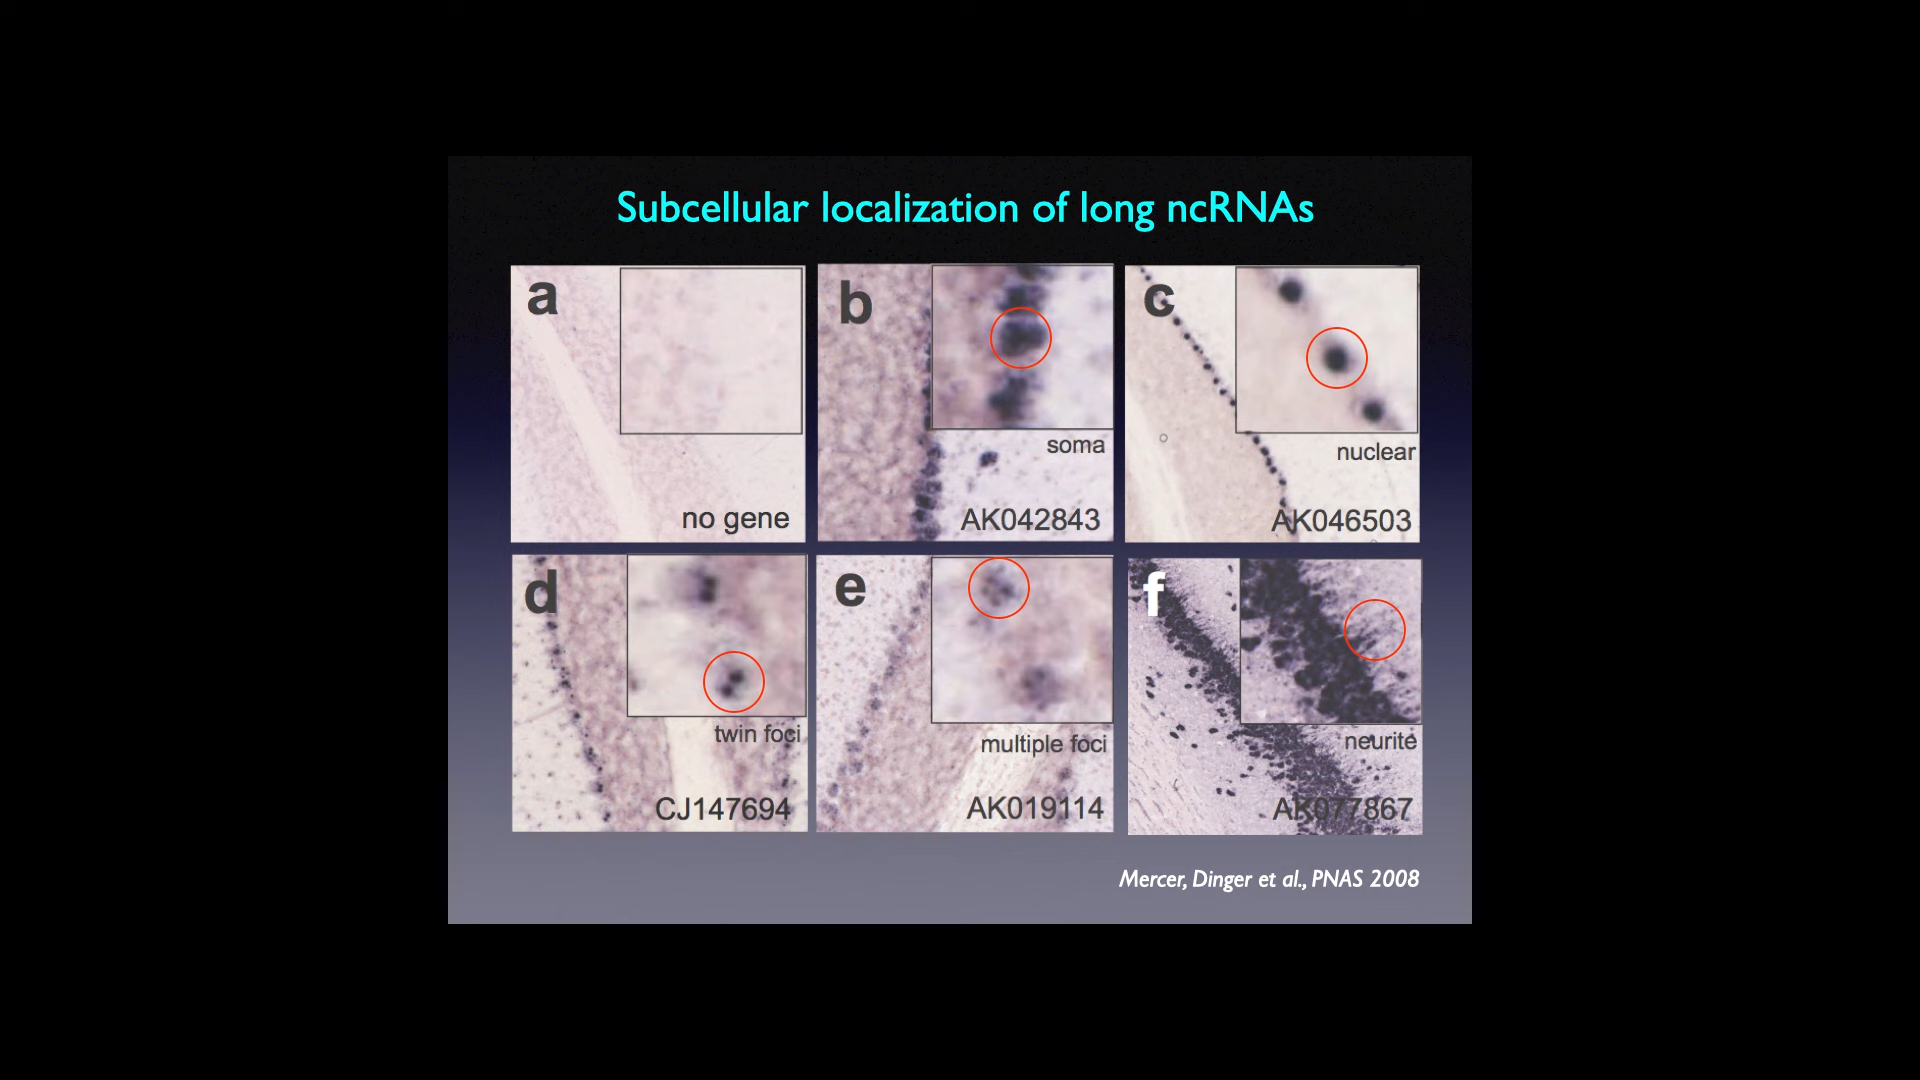 Subcellular localization of long ncRNAs
a
no gene
b
soma
AK042843
c
nuclear
AK046503
d
twin foci
CJ147694
e
multiple foci
AK019114
f
neurite
AK077867
Mercer, Dinger et al., PNAS 2008